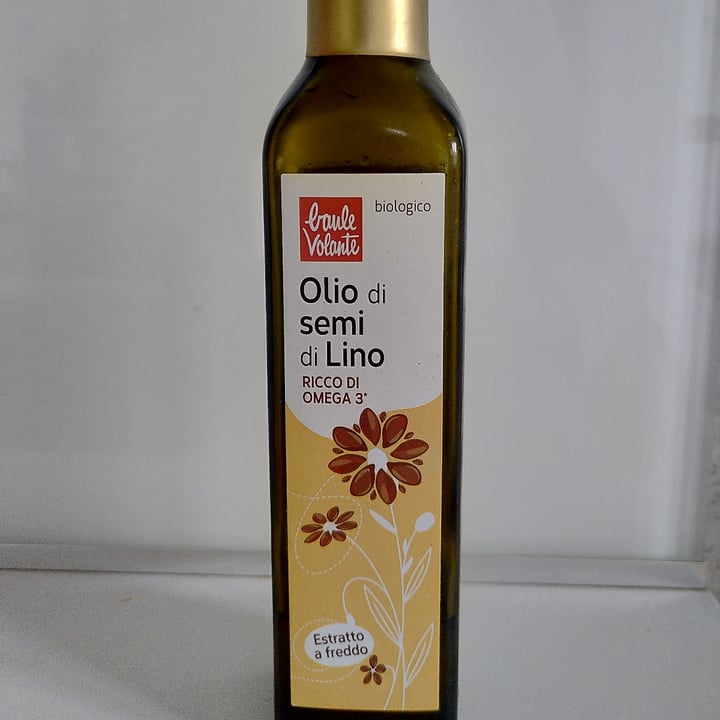 baule
Volante
biologico
Olio di
semi
di Lino
RICCO DI
OMEGA 3*
Estratto
a freddo